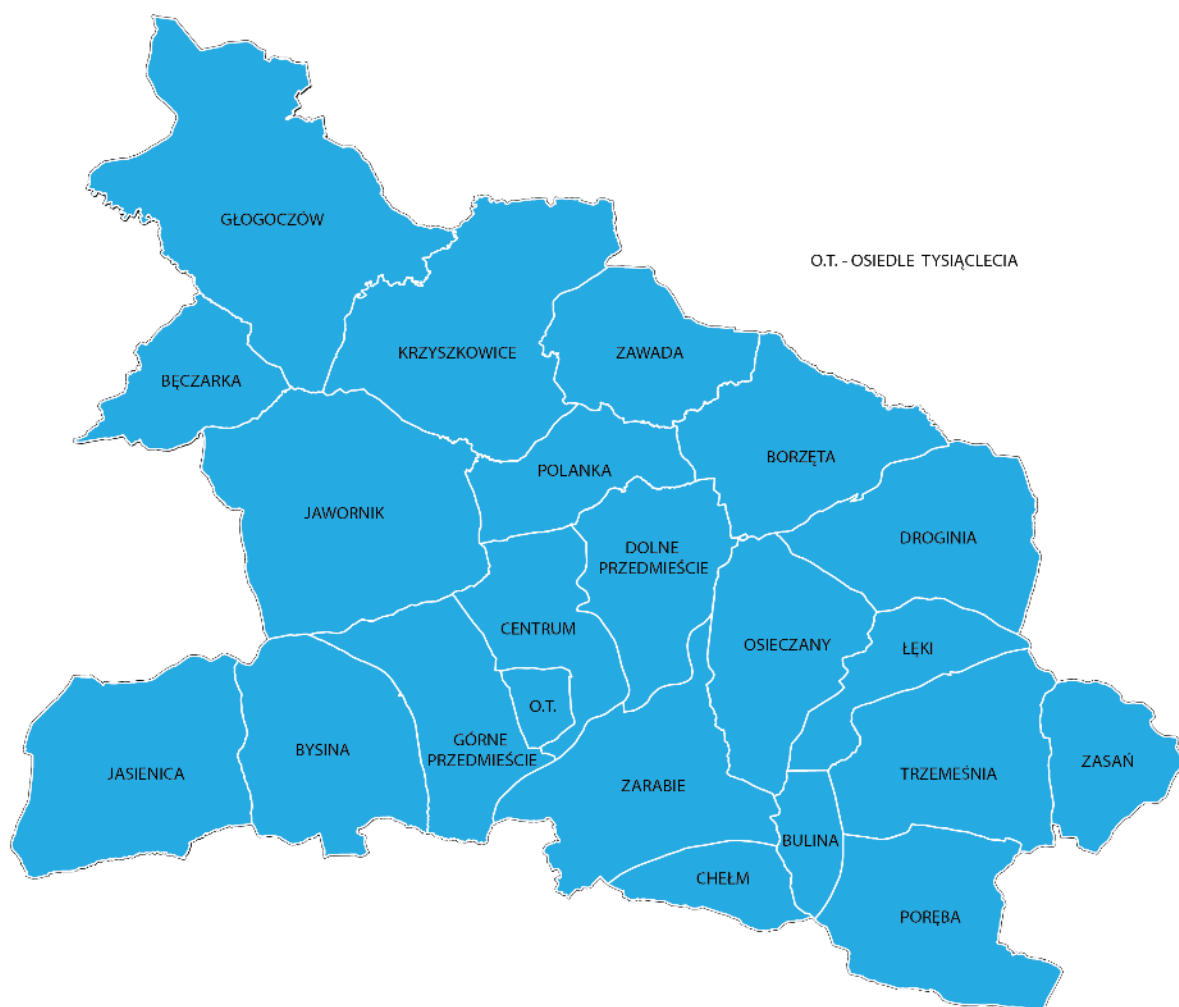 GŁOGOCZÓW
O.T. - OSIEDLE TYSIĄCLECIA
KRZYSZKOWICE
ZAWADA
BĘCZARKA
BORZĘTA
POLANKA
JAWORNIK
DROGINIA
DOLNE
PRZEDMIEŚCIE
CENTRUM
OSIECZANY
ŁĘKI
O.T.
GÓRNE
PRZEDMIEŚCIE
BYSINA
JASIENICA
ZARABIE
TRZEMEŚNIA
ZASAŃ
BULINA
CHEŁM
PORĘBA